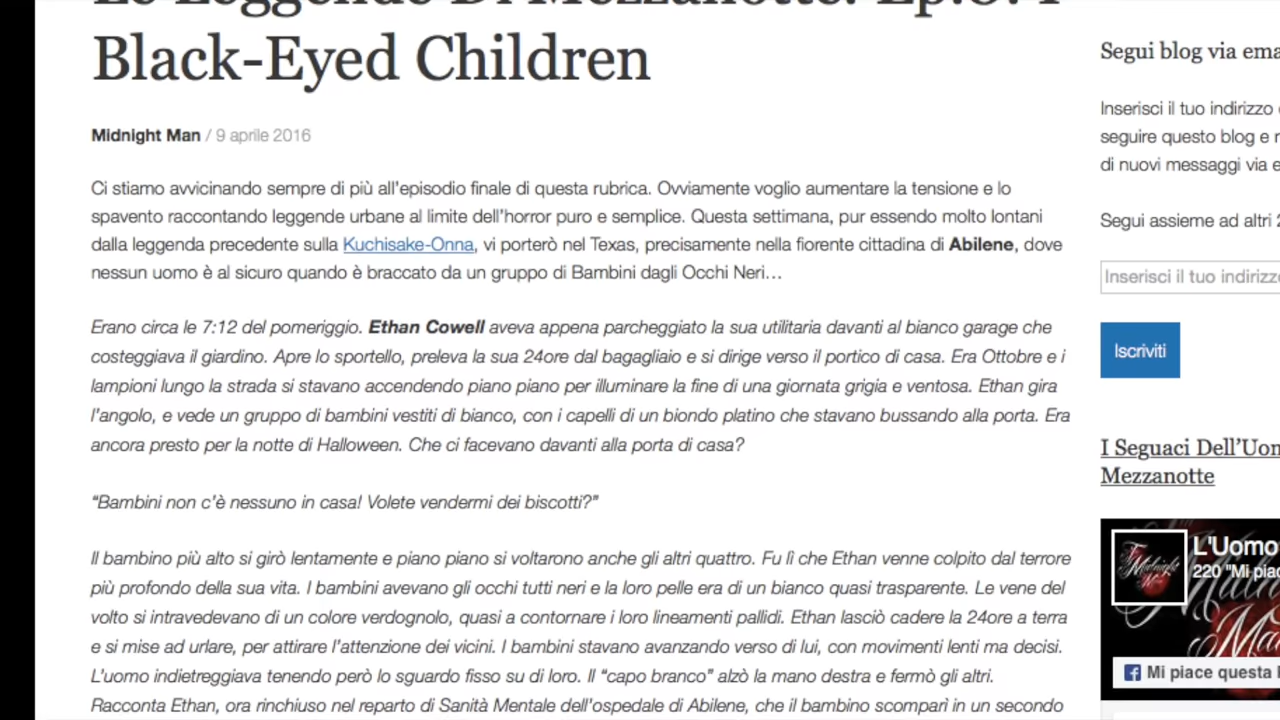 Le Leggende Di Mezzanotte: Ep.8: I
Black-Eyed Children
Midnight Man / 9 aprile 2016
Ci stiamo avvicinando sempre di più all'episodio finale di questa rubrica. Ovviamente voglio aumentare la tensione e lo
spavento raccontando leggende urbane al limite dell'horror puro e semplice. Questa settimana, pur essendo molto lontani
dalla leggenda precedente sulla Kuchisake-Onna, vi porterò nel Texas, precisamente nella fiorente cittadina di Abilene, dove
nessun uomo è al sicuro quando è braccato da un gruppo di Bambini dagli Occhi Neri…
Erano circa le 7:12 del pomeriggio. Ethan Cowell aveva appena parcheggiato la sua utilitaria davanti al bianco garage che
costeggiava il giardino. Apre lo sportello, preleva la sua 24ore dal bagagliaio e si dirige verso il portico di casa. Era Ottobre e i
lampioni lungo la strada si stavano accendendo piano piano per illuminare la fine di una giornata grigia e ventosa. Ethan gira
l'angolo, e vede un gruppo di bambini vestiti di bianco, con i capelli di un biondo platino che stavano bussando alla porta. Era
ancora presto per la notte di Halloween. Che ci facevano davanti alla porta di casa?
“Bambini non c'è nessuno in casa! Volete vendermi dei biscotti?”
Il bambino più alto si girò lentamente e piano piano si voltarono anche gli altri quattro. Fu lì che Ethan venne colpito dal terrore
più profondo della sua vita. I bambini avevano gli occhi tutti neri e la loro pelle era di un bianco quasi trasparente. Le vene del
volto si intravedevano di un colore verdognolo, quasi a contornare i loro lineamenti pallidi. Ethan lasciò cadere la 24ore a terra
e si mise ad urlare, per attirare l'attenzione dei vicini. I bambini stavano avanzando verso di lui, con movimenti lenti ma decisi.
L'uomo indietreggiava tenendo però lo sguardo fisso su di loro. Il “capo branco” alzò la mano destra e fermò gli altri.
Racconta Ethan, ora rinchiuso nel reparto di Sanità Mentale dell'ospedale di Abilene, che il bambino scomparì in un secondo
Segui blog via ema
Inserisci il tuo indirizzo
seguire questo blog e r
di nuovi messaggi via e
Segui assieme ad altri 2
Inserisci il tuo indirizzo
Iscriviti
I Seguaci Dell'Uom
Mezzanotte
L'Uomo
220 "Mi piac
Mi piace questa